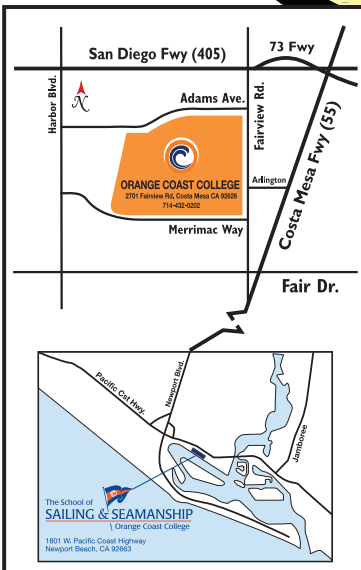 San Diego Fwy (405)
73 Fwy
Harbor Blvd.
N
Adams Ave.
Fairview Rd.
ORANGE COAST COLLEGE
2701 Fairview Rd, Costa Mesa CA 92626
714-432-0202
Arlington
Costa Mesa Fwy (55)
Merrimac Way
Fair Dr.
Pacific Cst Hwy.
Newport Blvd.
Jamboree
The School of
SAILING & SEAMANSHIP
\ Orange Coast College
1801 W. Pacific Coast Highway
Newport Beach, CA 92663